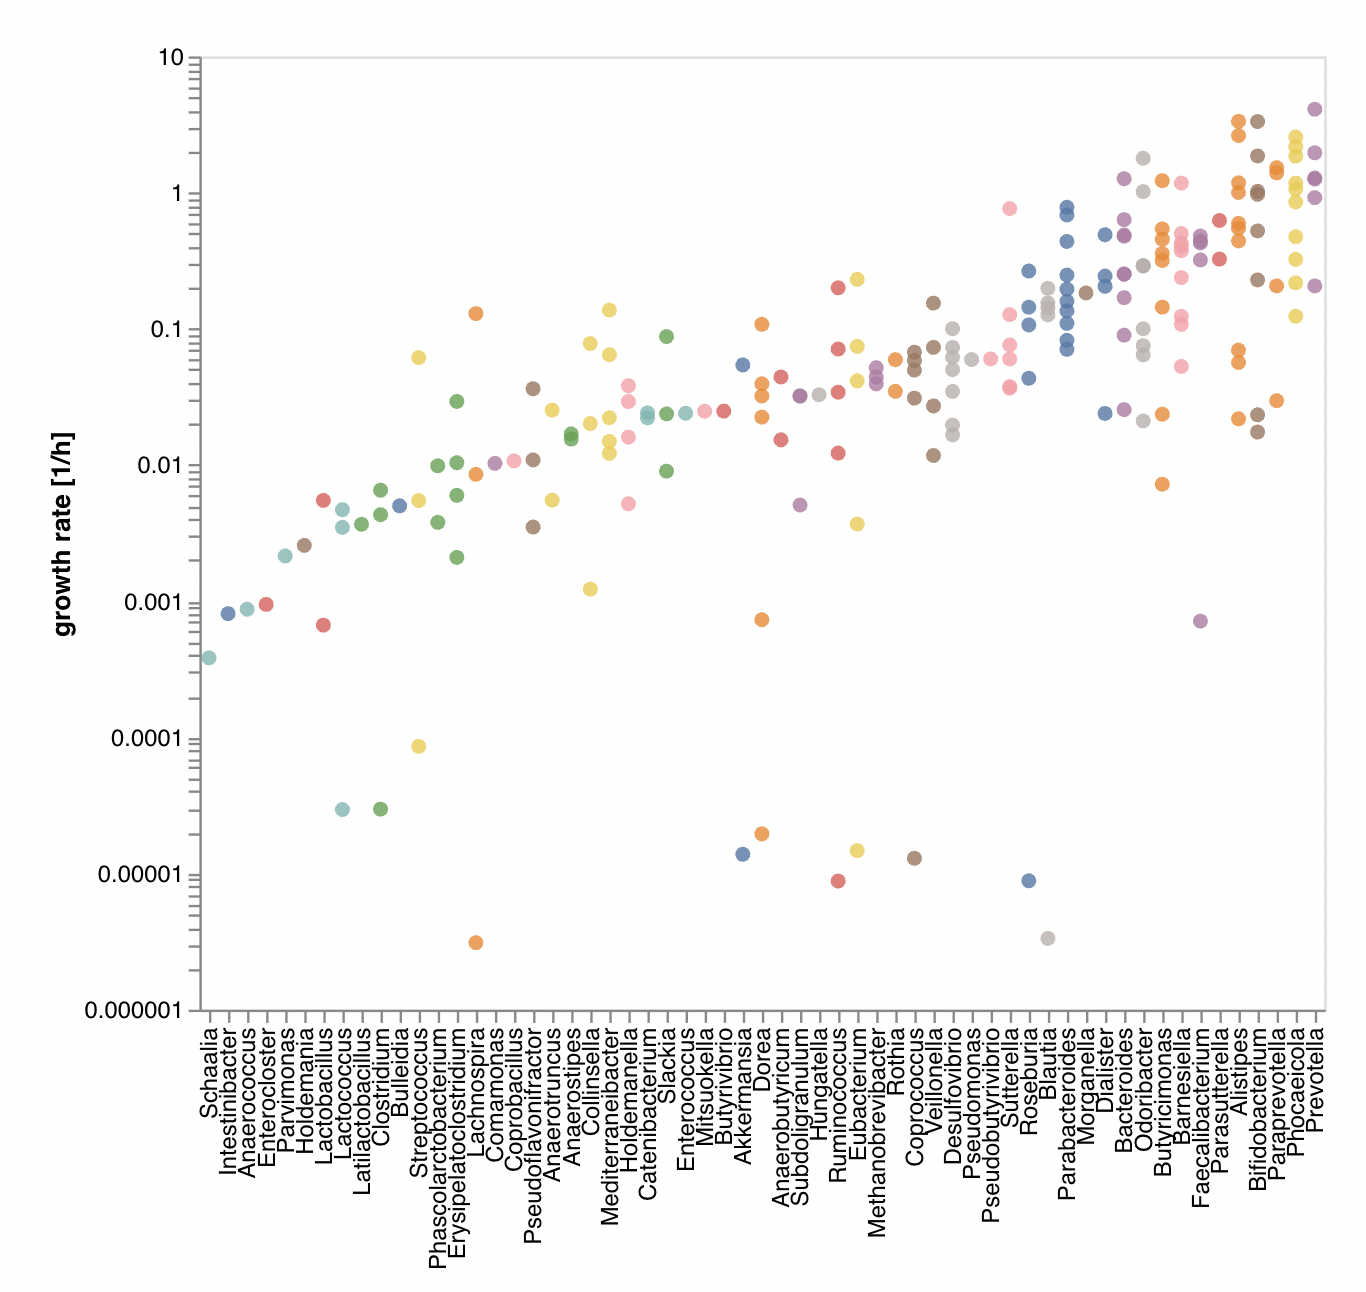 10
1
0.1
0.01
0.001
0.0001
0.00001
0.000001
growth rate [1/h]
Schaalia
Intestinibacter
Anaerococcus
Enterocloster
Parvimonas
Holdemania
Lactobacillus
Lactococcus
Latilactobacillus
Clostridium
Bulleidia
Streptococcus
Phascolarctobacterium
Erysipelatoclostridium
Lachnospira
Comamonas
Coprobacillus
Pseudoflavonifractor
Anaerotruncus
Anaerostipes
Collinsella
Mediterraneibacter
Holdemanella
Catenibacterium
Slackia
Enterococcus
Mitsuokella
Butyrivibrio
Akkermansia
Dorea
Anaerobutyricum
Subdoligranulum
Hungatella
Ruminococcus
Eubacterium
Methanobrevibacter
Rothia
Coprococcus
Veillonella
Desulfovibrio
Pseudomonas
Pseudobutyrivibrio
Sutterella
Roseburia
Blautia
Parabacteroides
Morganella
Dialister
Bacteroides
Odoribacter
Butyricimonas
Barnesiella
Faecalibacterium
Parasutterella
Alistipes
Bifidobacterium
Paraprevotella
Phocaeicola
Prevotella